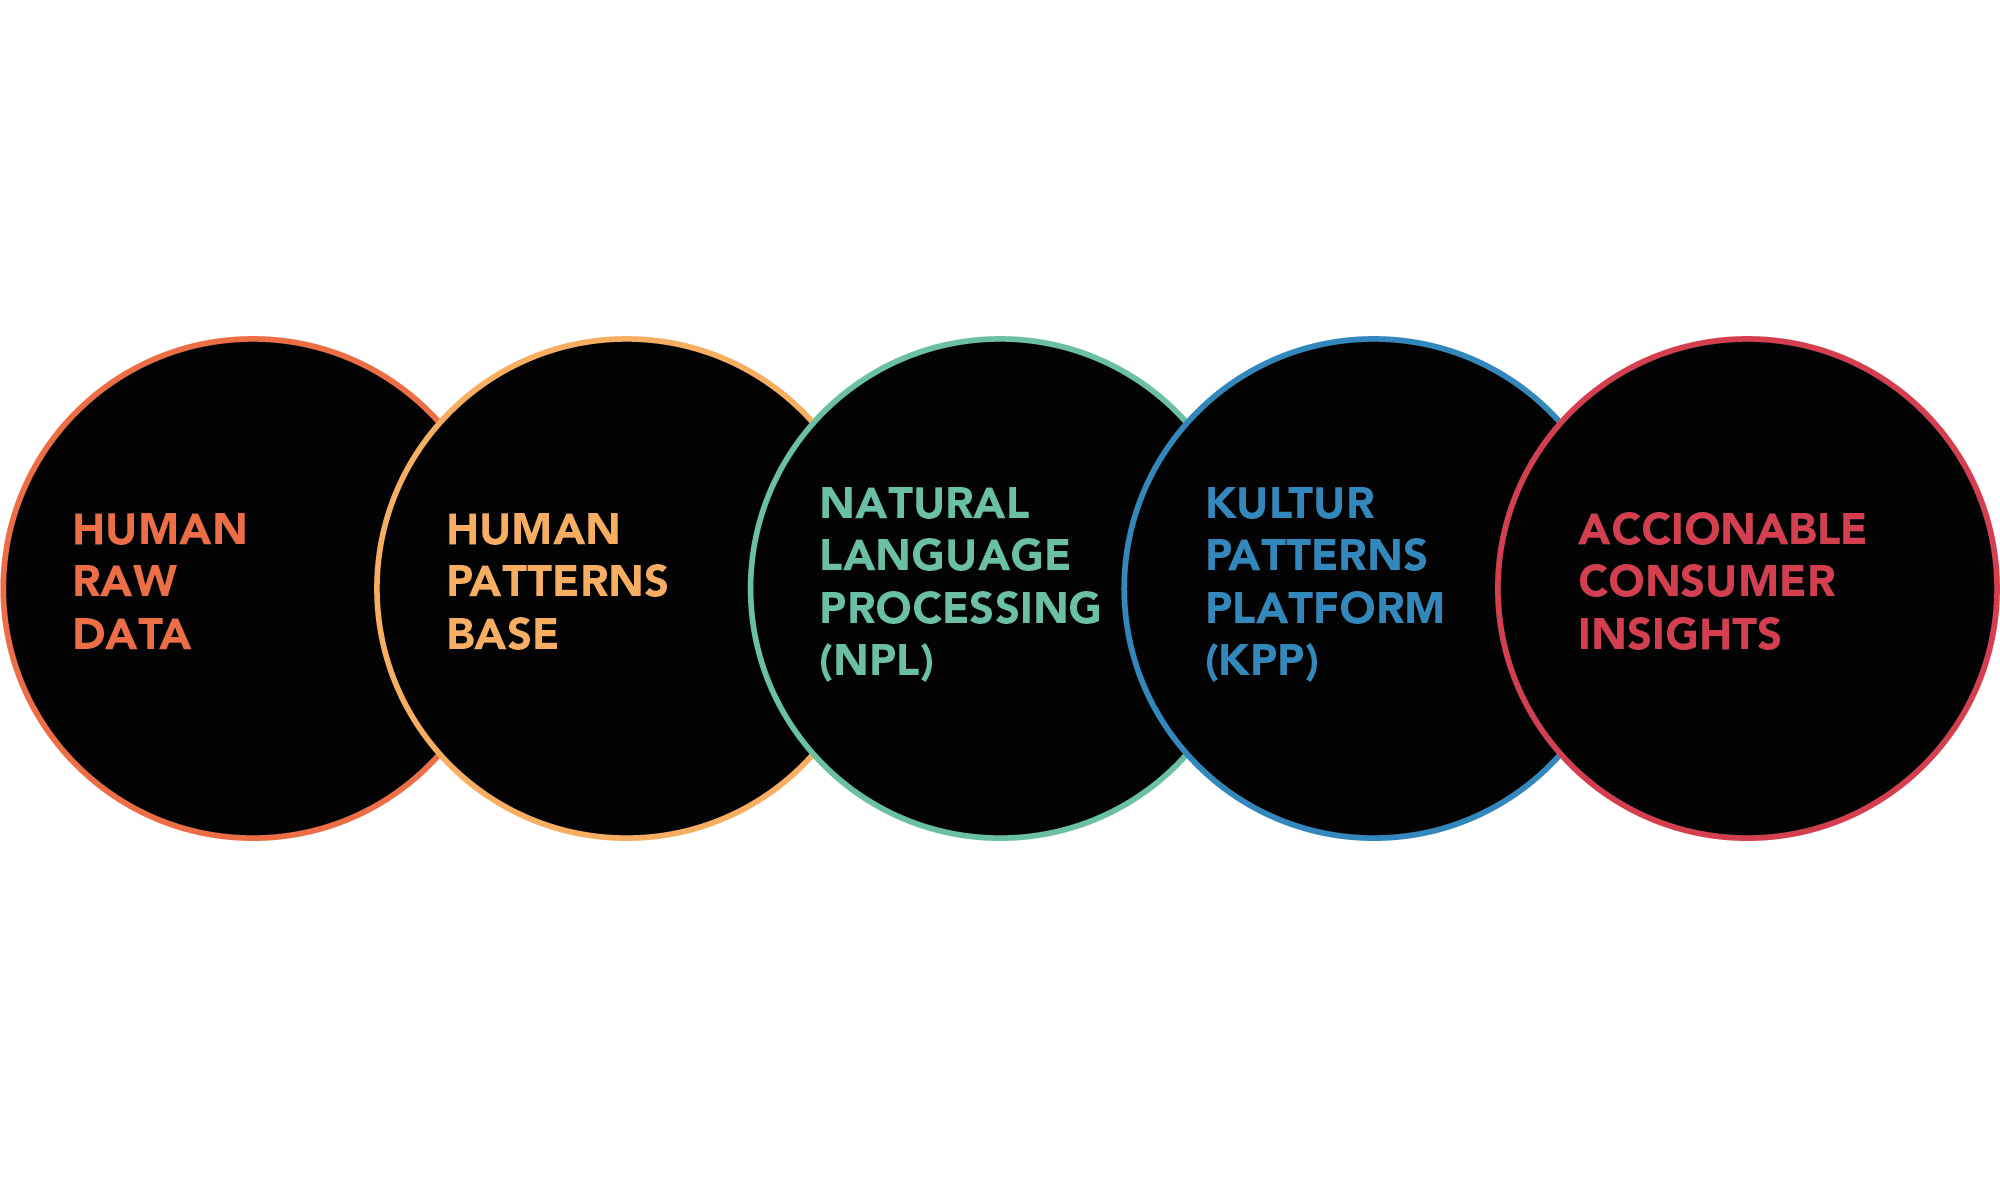 HUMAN
RAW
DATA
HUMAN
PATTERNS
BASE
NATURAL
LANGUAGE
PROCESSING
(NPL)
KULTUR
PATTERNS
PLATFORM
(KPP)
ACCIONABLE
CONSUMER
INSIGHTS